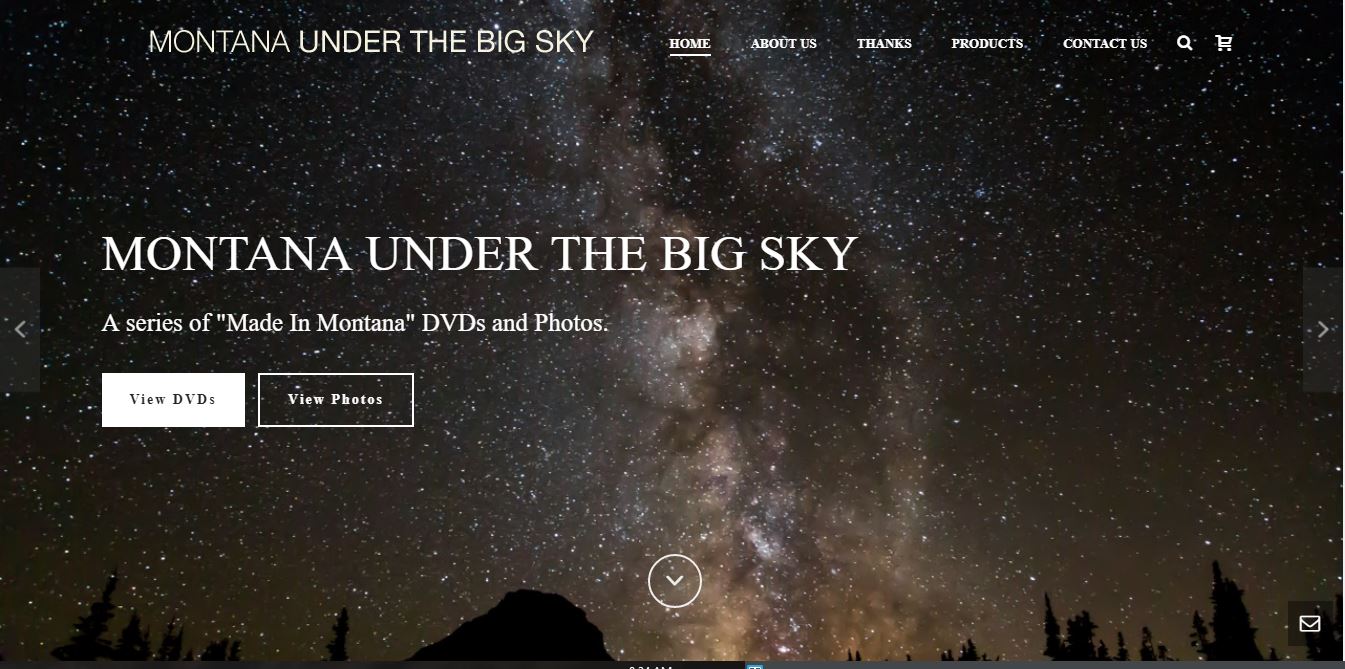 MONTANA UNDER THE BIG SKY
HOME ABOUT US THANKS PRODUCTS CONTACT US
MONTANA UNDER THE BIG SKY
A series of "Made In Montana" DVDs and Photos.
View DVDs View Photos